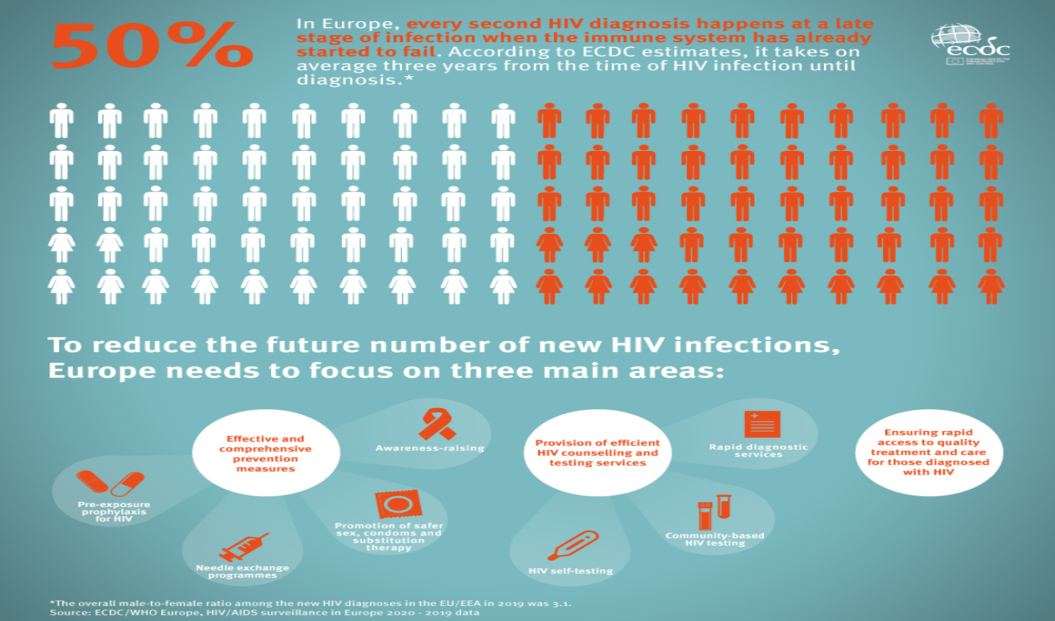 50%
In Europe, every second HIV diagnosis happens at a late
stage of infection when the immune system has already
started to fail. According to ECDC estimates, it takes on
average three years from the time of HIV infection until
diagnosis.*
ecdc
To reduce the future number of new HIV infections,
Europe needs to focus on three main areas:
Effective and
comprehensive
prevention
measures
Pre-exposure
prophylaxis
for HIV
Needle exchange
programmes
Promotion of safer
sex, condoms and
substitution
therapy
Awareness-raising
Provision of efficient
HIV counselling and
testing services
HIV self-testing
Community-based
HIV testing
Rapid diagnostic
services
Ensuring rapid
access to quality
treatment and care
for those diagnosed
with HIV
*The overall male-to-female ratio among the new HIV diagnoses in the EU/EEA in 2019 was 3.1.
Source: ECDC/WHO Europe, HIV/AIDS surveillance in Europe 2020 - 2019 data